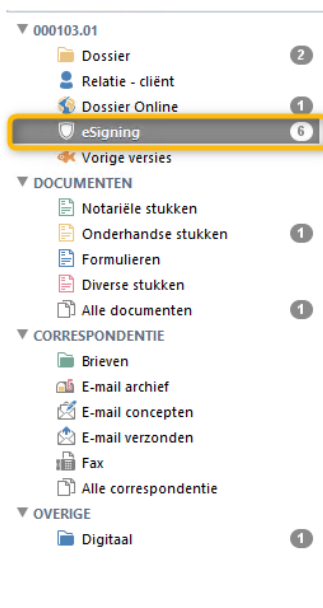 000103.01
Dossier 2
Relatie - cliënt
Dossier Online 1
eSigning 6
Vorige versies
DOCUMENTEN
Notariële stukken
Onderhandse stukken 1
Formulieren
Diverse stukken
Alle documenten 1
CORRESPONDENTIE
Brieven
E-mail archief
E-mail concepten
E-mail verzonden
Fax
Alle correspondentie
OVERIGE
Digitaal 1